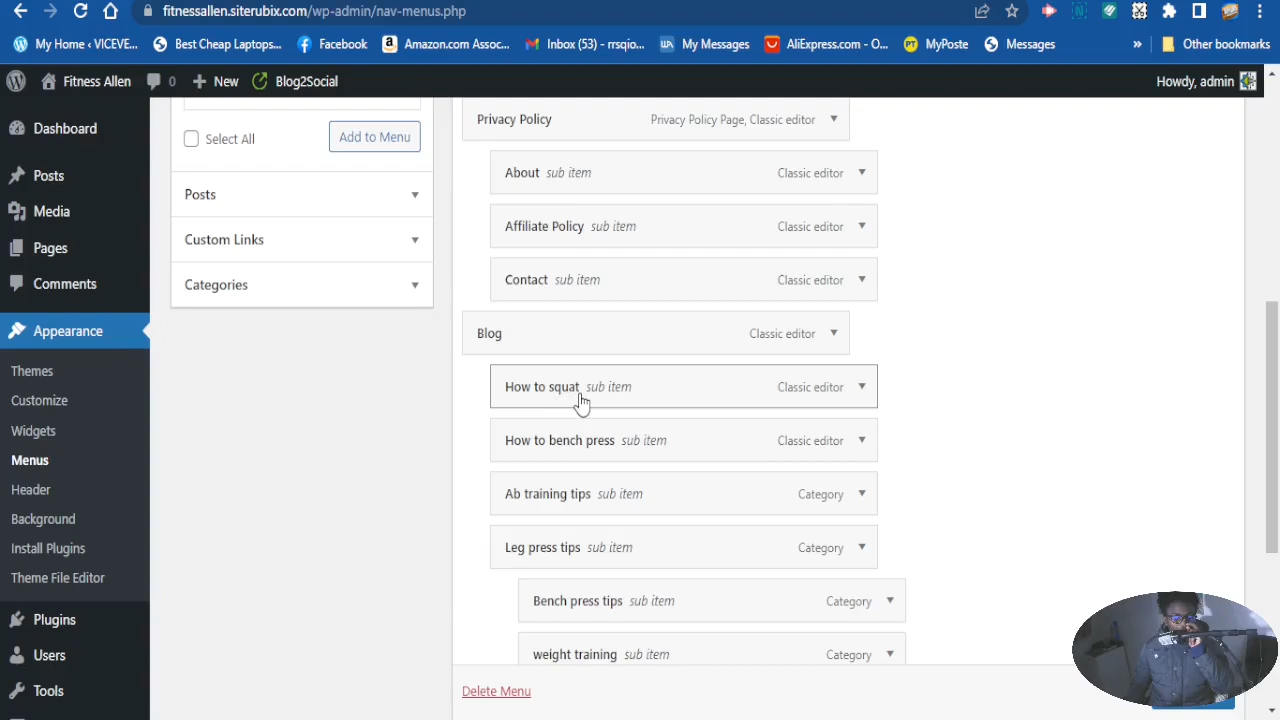 fitnessallen.siterubix.com/wp-admin/nav-menus.php
My Home ‹ VICEVE... Best Cheap Laptops... Facebook Amazon.com Assoc... Inbox (53) – rrsqio... My Messages AliExpress.com - O... MyPoste Messages » Other bookmarks
Fitness Allen 0 New Blog2Social Howdy, admin
Dashboard
Posts
Media
Pages
Comments
Appearance
Themes
Customize
Widgets
Menus
Header
Background
Install Plugins
Theme File Editor
Plugins
Users
Tools
Select All Add to Menu
Posts
Custom Links
Categories
Privacy Policy Privacy Policy Page, Classic editor
About sub item Classic editor
Affiliate Policy sub item Classic editor
Contact sub item Classic editor
Blog Classic editor
How to squat sub item Classic editor
How to bench press sub item Classic editor
Ab training tips sub item Category
Leg press tips sub item Category
Bench press tips sub item Category
weight training sub item Category
Delete Menu